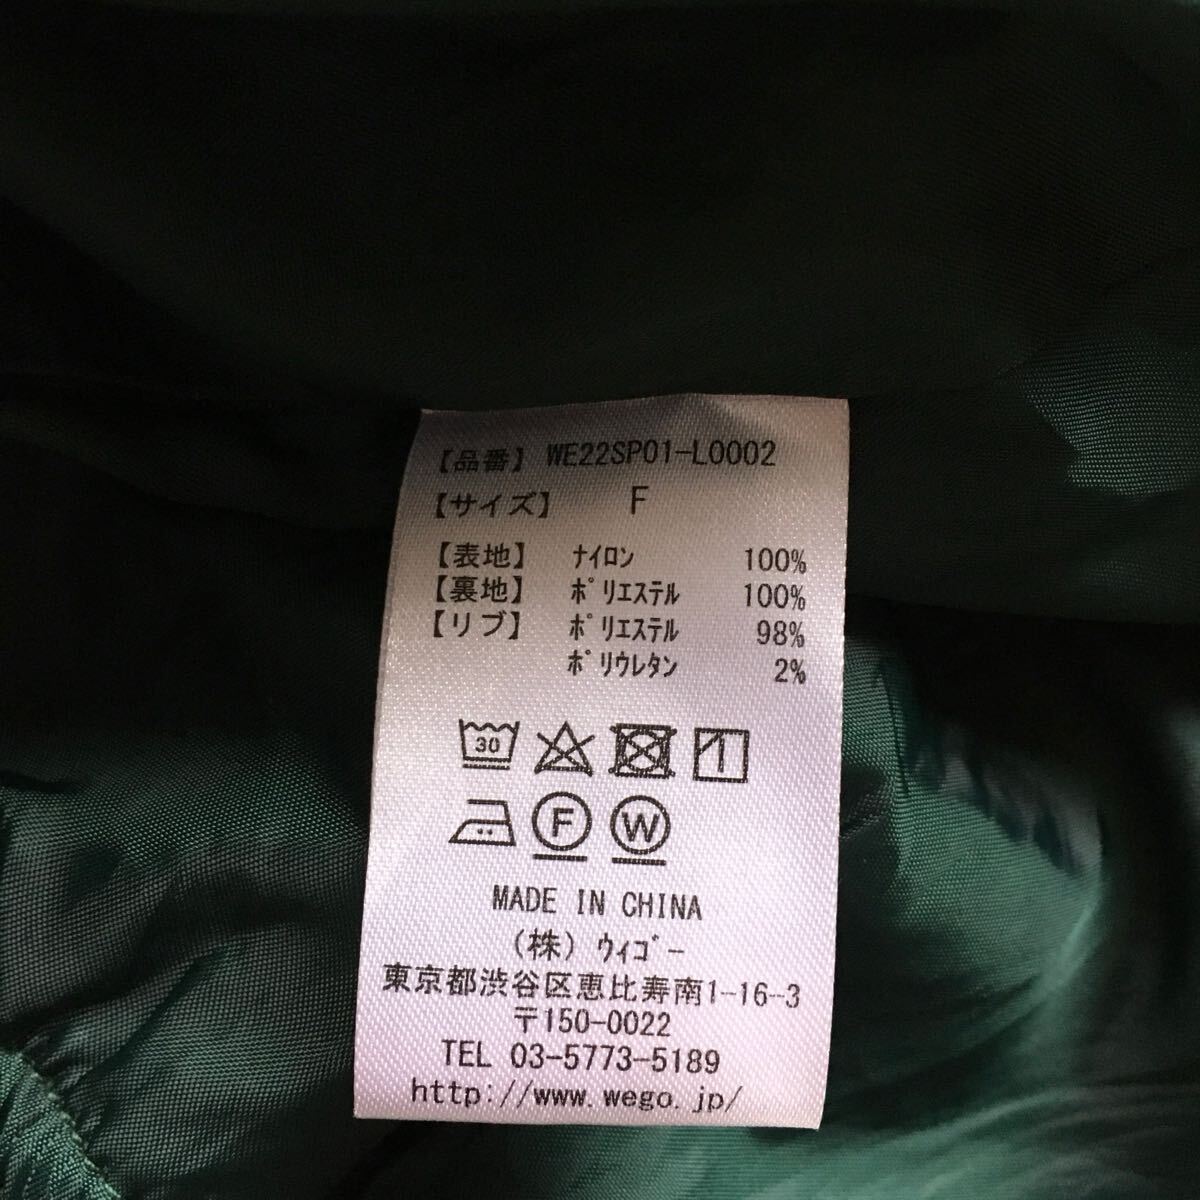 【品番】 WE22SP01-L0002
【サイズ】 F
【表地】 ﾅｲﾛﾝ 100%
【裏地】 ﾎﾟﾘｴｽﾃﾙ 100%
【リブ】 ﾎﾟﾘｴｽﾃﾙ 98%
ﾎﾟﾘｳﾚﾀﾝ 2%
30
F W
MADE IN CHINA
(株) ｳｨｺﾞｰ
東京都渋谷区恵比寿南1-16-3
〒150-0022
TEL 03-5773-5189
http://www.wego.jp/